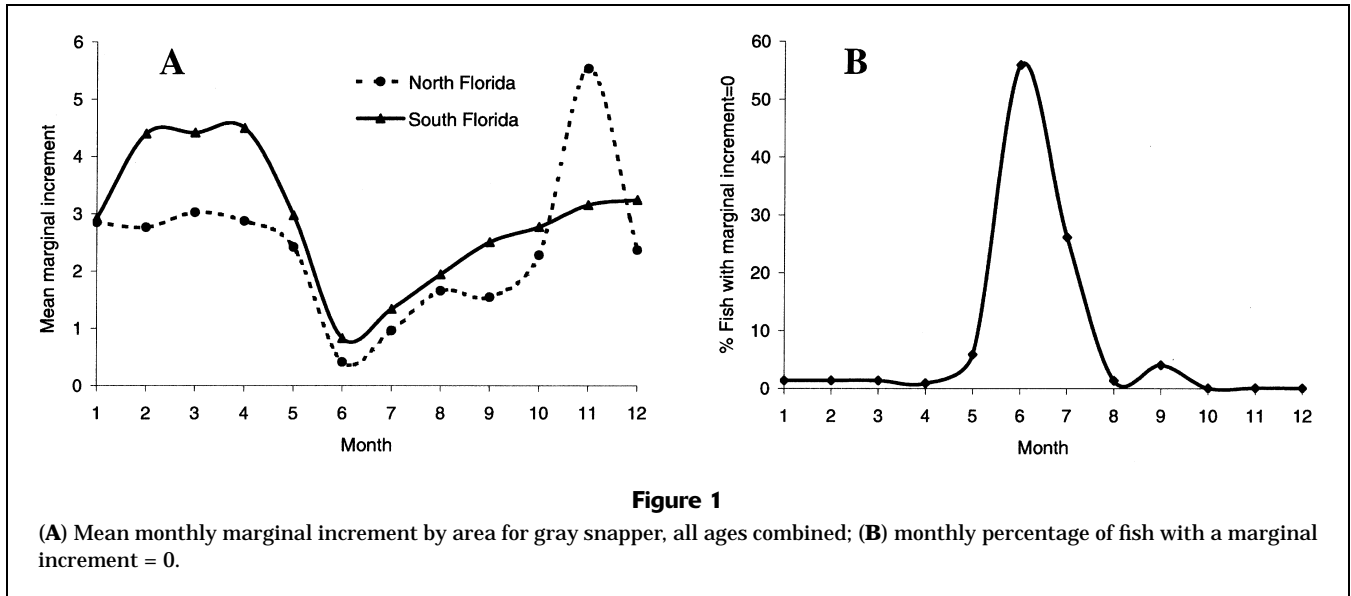 A
6
5
4
3
2
1
0
Mean marginal increment
North Florida
South Florida
1 2 3 4 5 6 7 8 9 10 11 12
Month
B
60
50
40
30
20
10
0
% Fish with marginal increment=0
1 2 3 4 5 6 7 8 9 10 11 12
Month
Figure 1
(A) Mean monthly marginal increment by area for gray snapper, all ages combined; (B) monthly percentage of fish with a marginal
increment = 0.